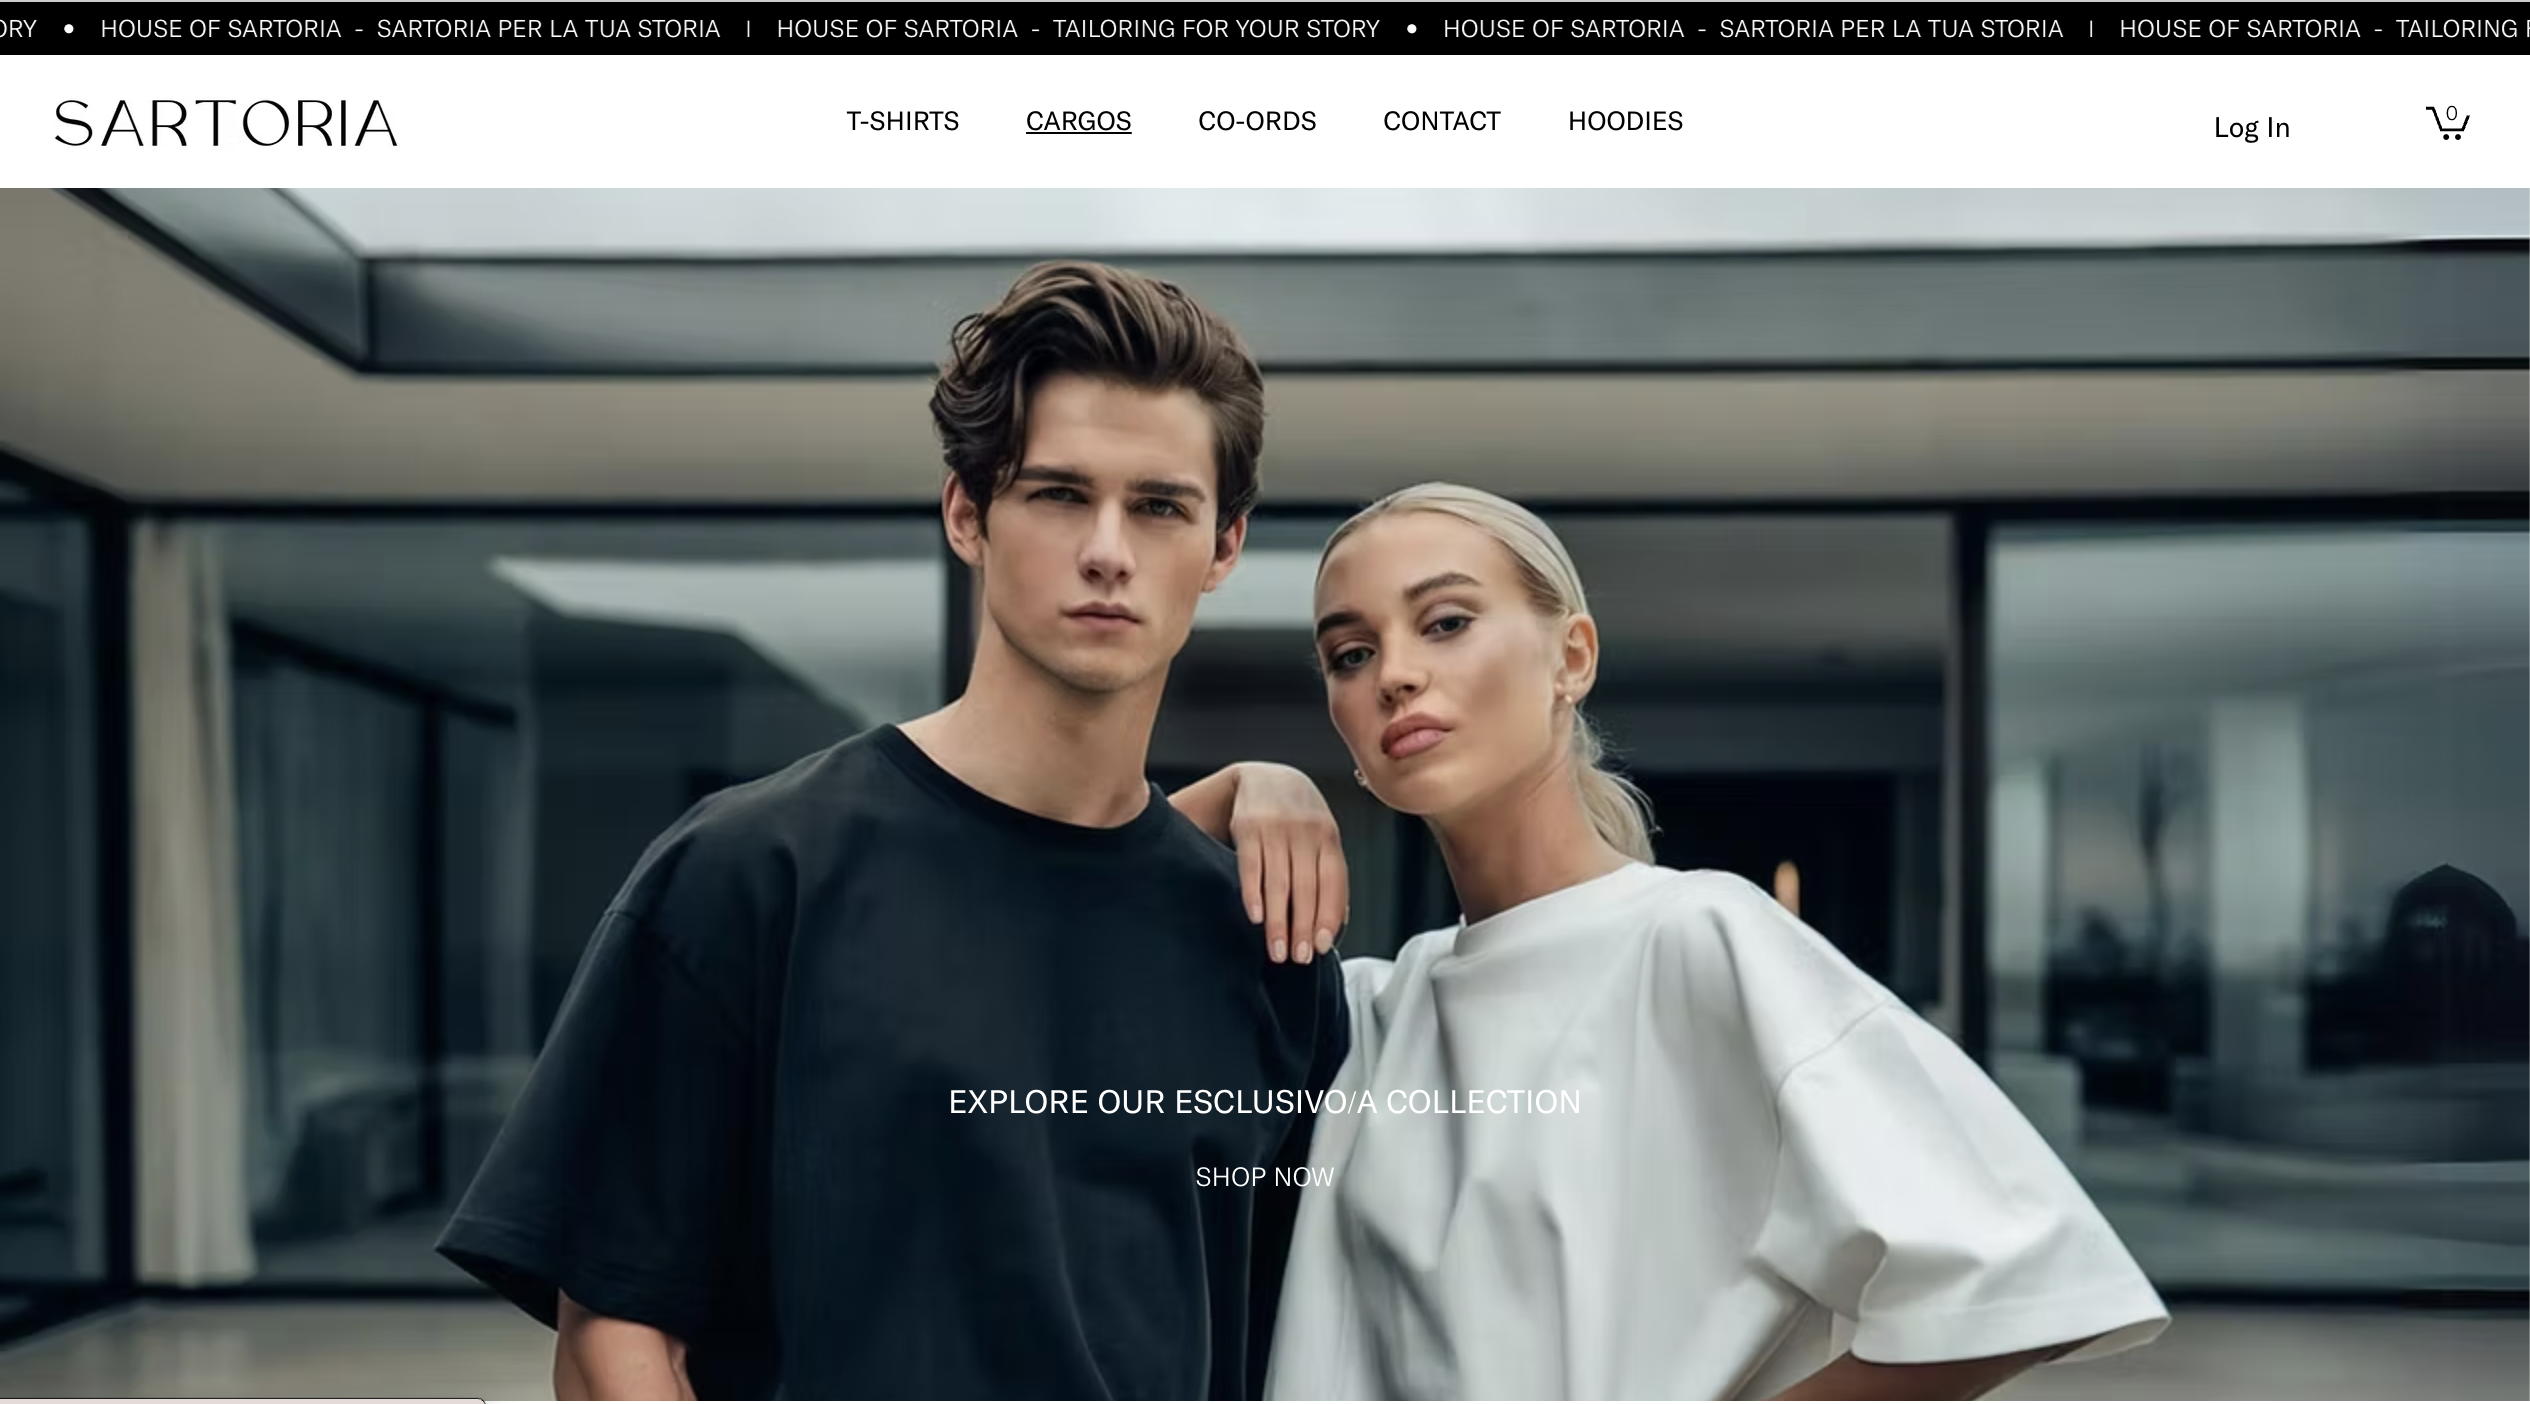 ORY • HOUSE OF SARTORIA - SARTORIA PER LA TUA STORIA | HOUSE OF SARTORIA - TAILORING FOR YOUR STORY • HOUSE OF SARTORIA - SARTORIA PER LA TUA STORIA | HOUSE OF SARTORIA - TAILORING
SARTORIA T-SHIRTS CARGOS CO-ORDS CONTACT HOODIES Log In 0
EXPLORE OUR ESCLUSIVO/A COLLECTION
SHOP NOW